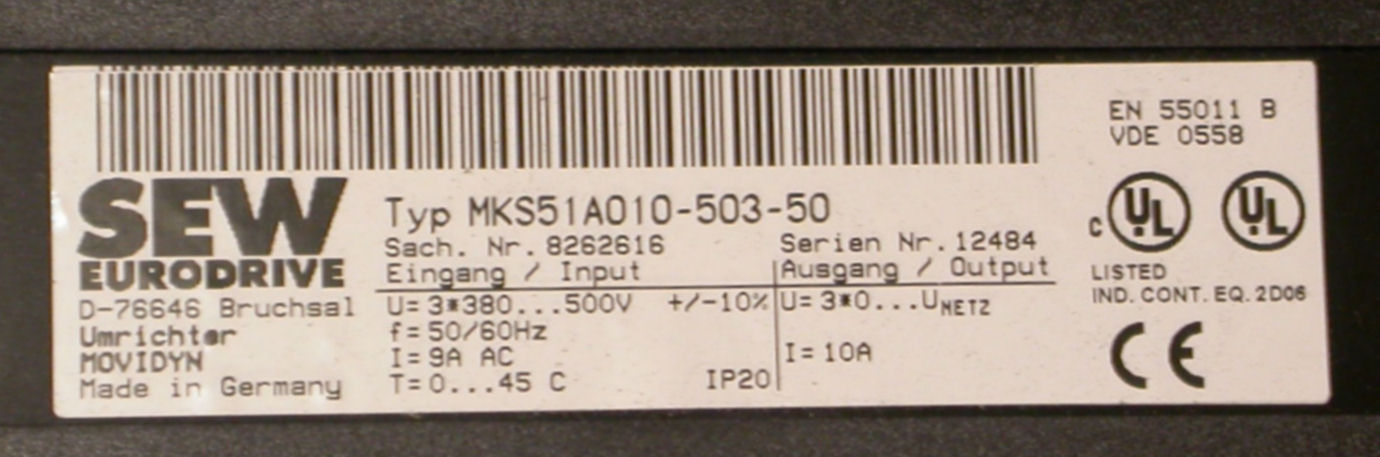 EN 55011 B
VDE 0558
SEW
EURODRIVE
D-76646 Bruchsal
Umrichter
MOVIDYN
Made in Germany
Typ MKS51A010-503-50
Sach. Nr. 8262616 Serien Nr. 12484
Eingang / Input Ausgang / Output
U= 3*380...500V +/-10% U= 3*0...UNETZ
f= 50/60Hz
I= 9A AC I= 10A
T= 0...45 C IP20
C UL UL
LISTED
IND. CONT. EQ. 2D06
CE